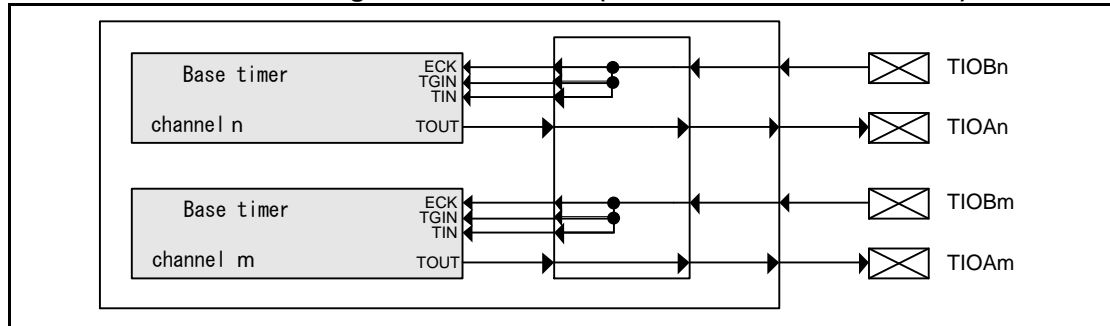 Base timer
ECK
TGIN
TIN
channel n
TOUT
TIOBn
TIOAn
Base timer
ECK
TGIN
TIN
channel m
TOUT
TIOBm
TIOAm